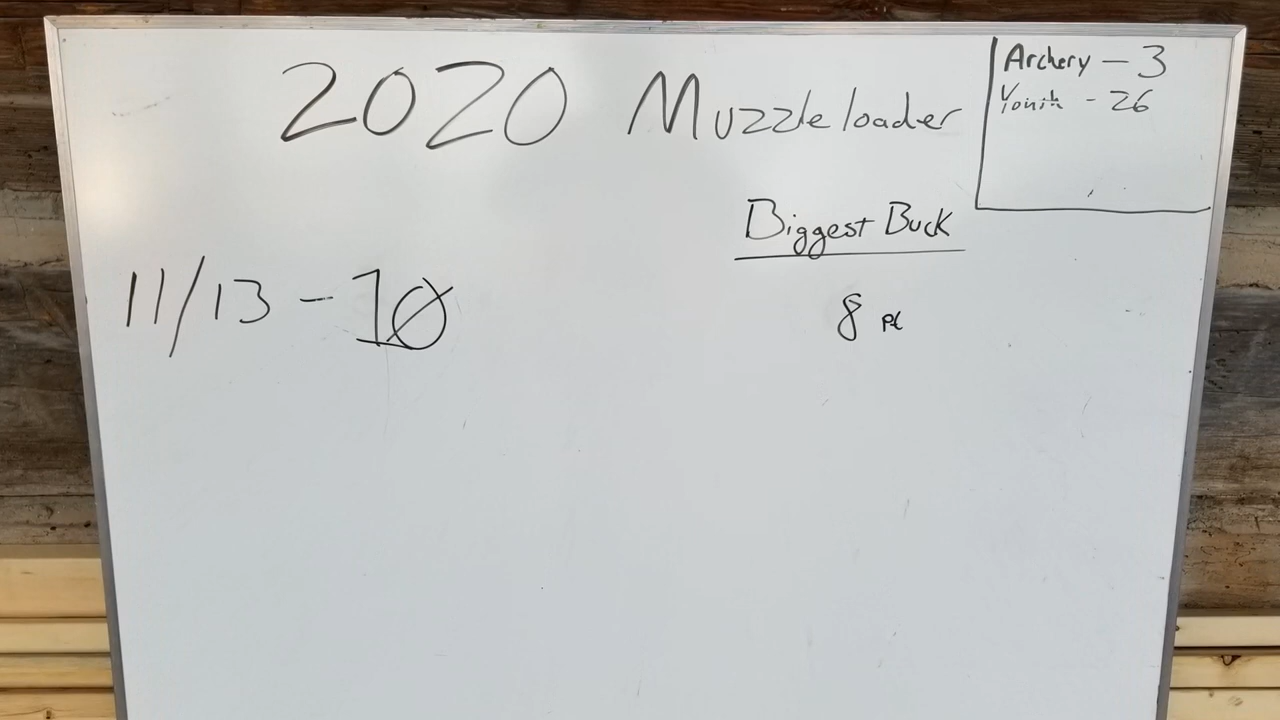 2020 Muzzleloader
Archery - 3
Youth - 26
Biggest Buck
11/13 - 10
8 pt